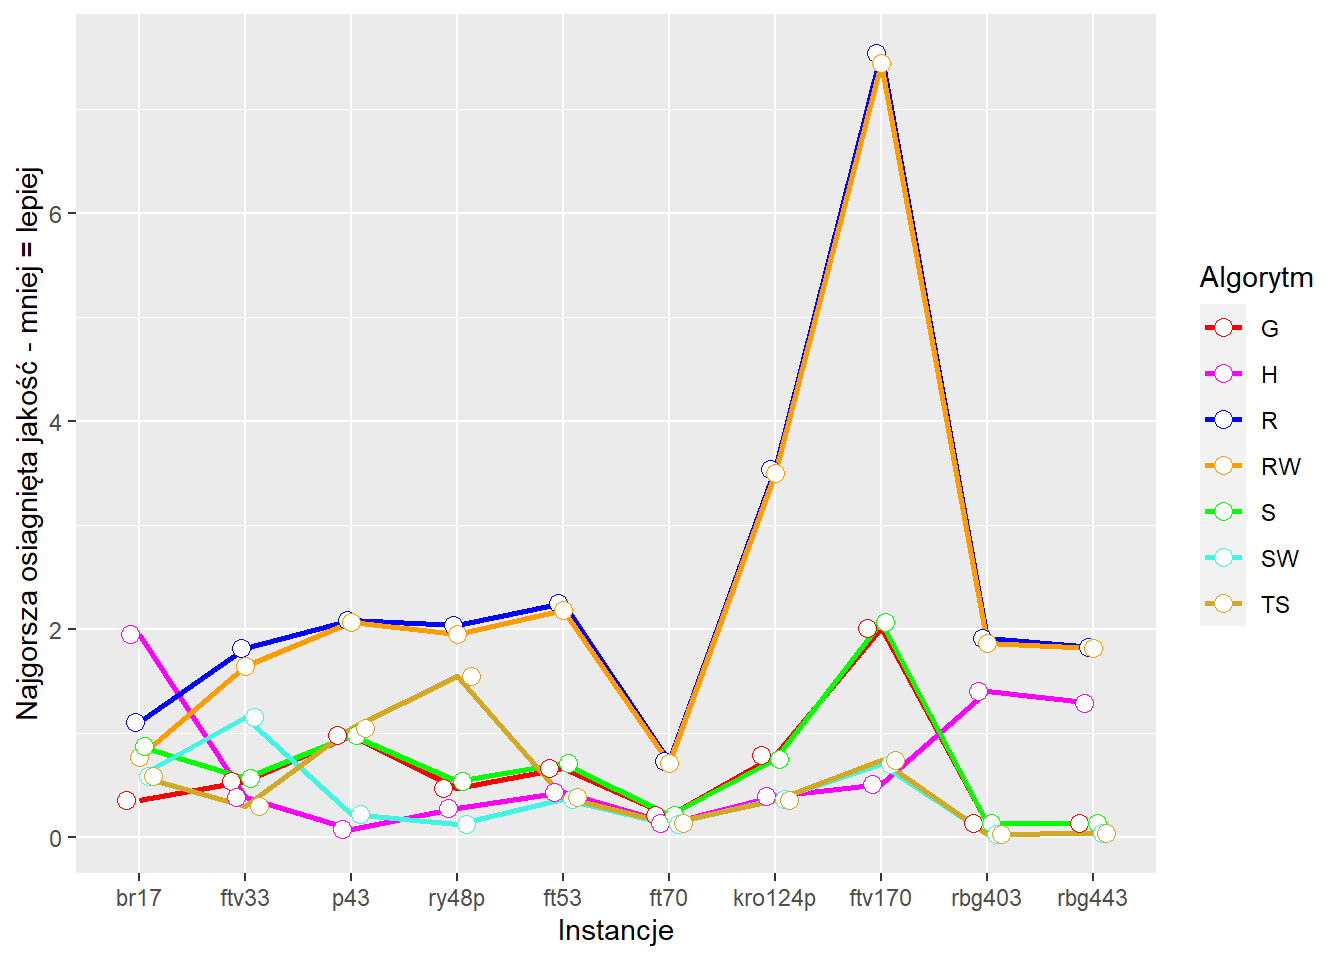 Najgorsza osiągnięta jakość - mniej = lepiej
6
4
2
0
br17 ftv33 p43 ry48p ft53 ft70 kro124p ftv170 rbg403 rbg443
Instancje
Algorytm
G
H
R
RW
S
SW
TS